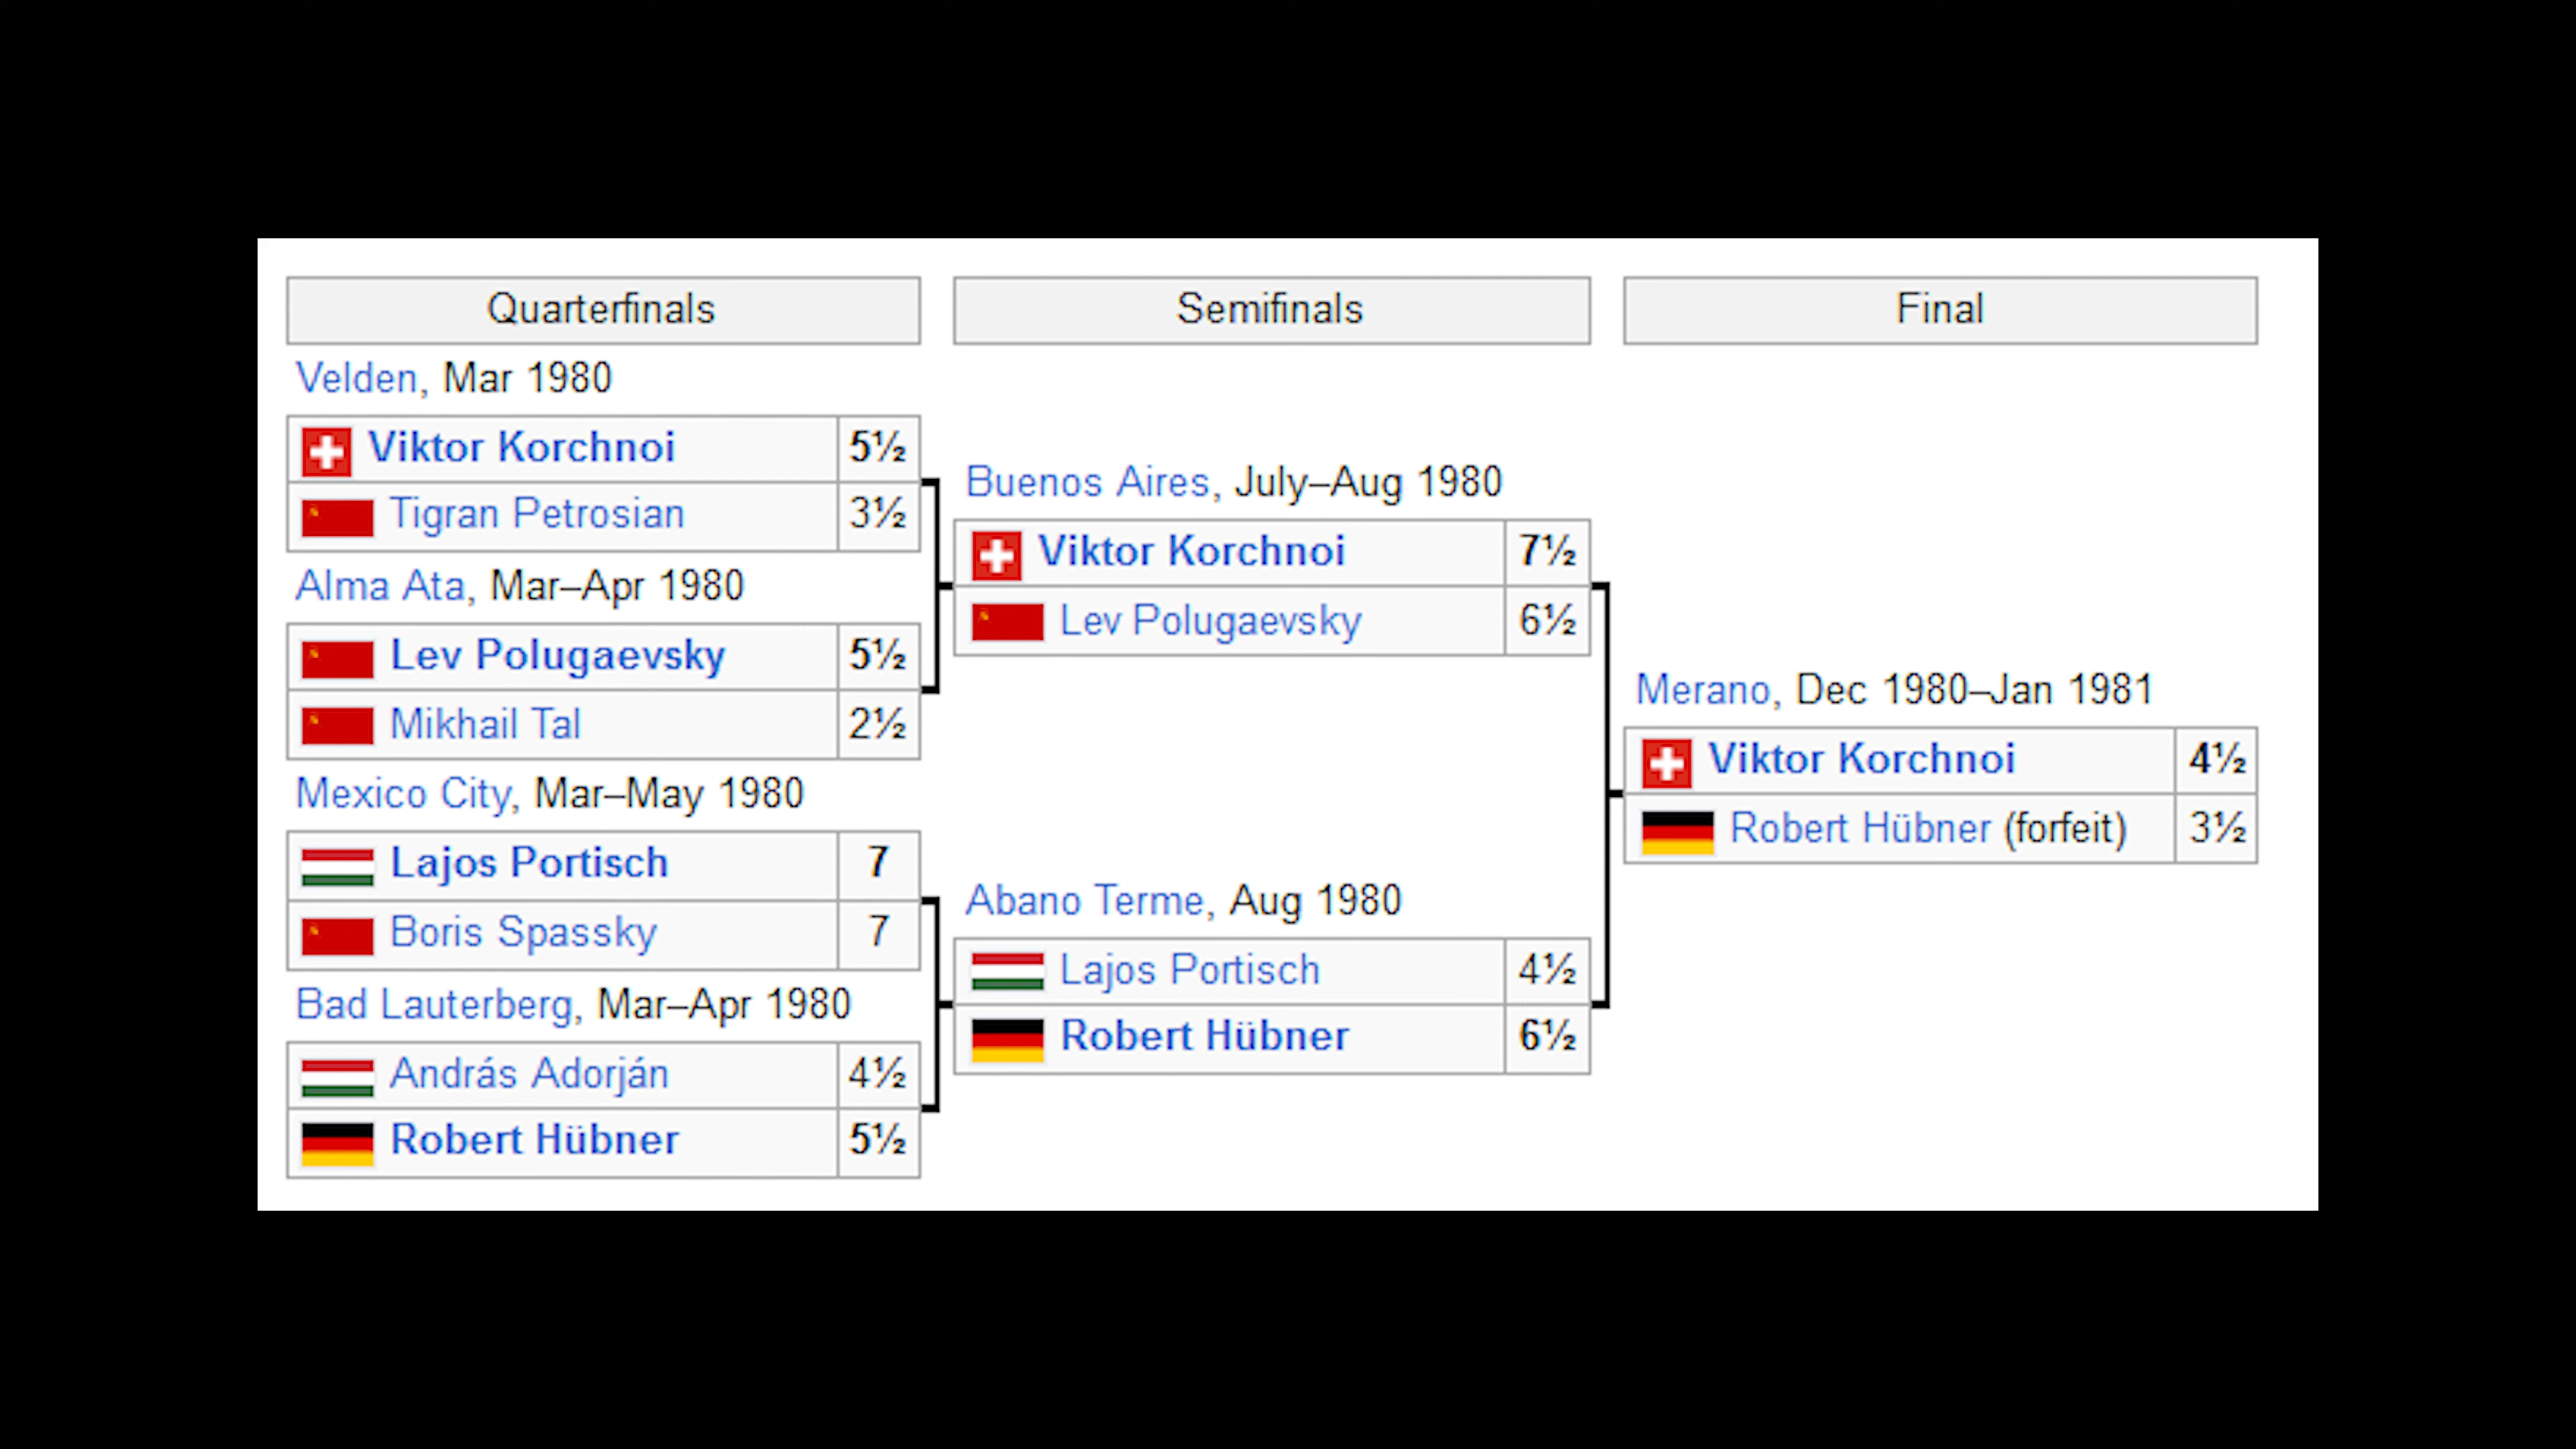 Quarterfinals
Semifinals
Final
Velden, Mar 1980
Viktor Korchnoi 5½
Tigran Petrosian 3½
Alma Ata, Mar–Apr 1980
Lev Polugaevsky 5½
Mikhail Tal 2½
Mexico City, Mar–May 1980
Lajos Portisch 7
Boris Spassky 7
Bad Lauterberg, Mar–Apr 1980
András Adorján 4½
Robert Hübner 5½
Buenos Aires, July–Aug 1980
Viktor Korchnoi 7½
Lev Polugaevsky 6½
Abano Terme, Aug 1980
Lajos Portisch 4½
Robert Hübner 6½
Merano, Dec 1980–Jan 1981
Viktor Korchnoi 4½
Robert Hübner (forfeit) 3½